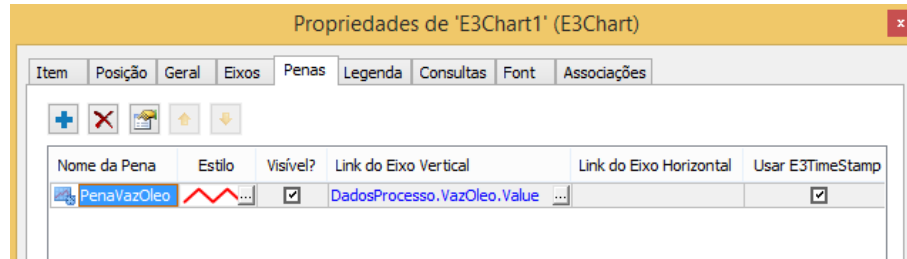 Propriedades de 'E3Chart1' (E3Chart)
x
Item Posição Geral Eixos Penas Legenda Consultas Font Associações
Nome da Pena Estilo Visível? Link do Eixo Vertical Link do Eixo Horizontal Usar E3TimeStamp
PenaVazOleo ... DadosProcesso.VazOleo.Value ...